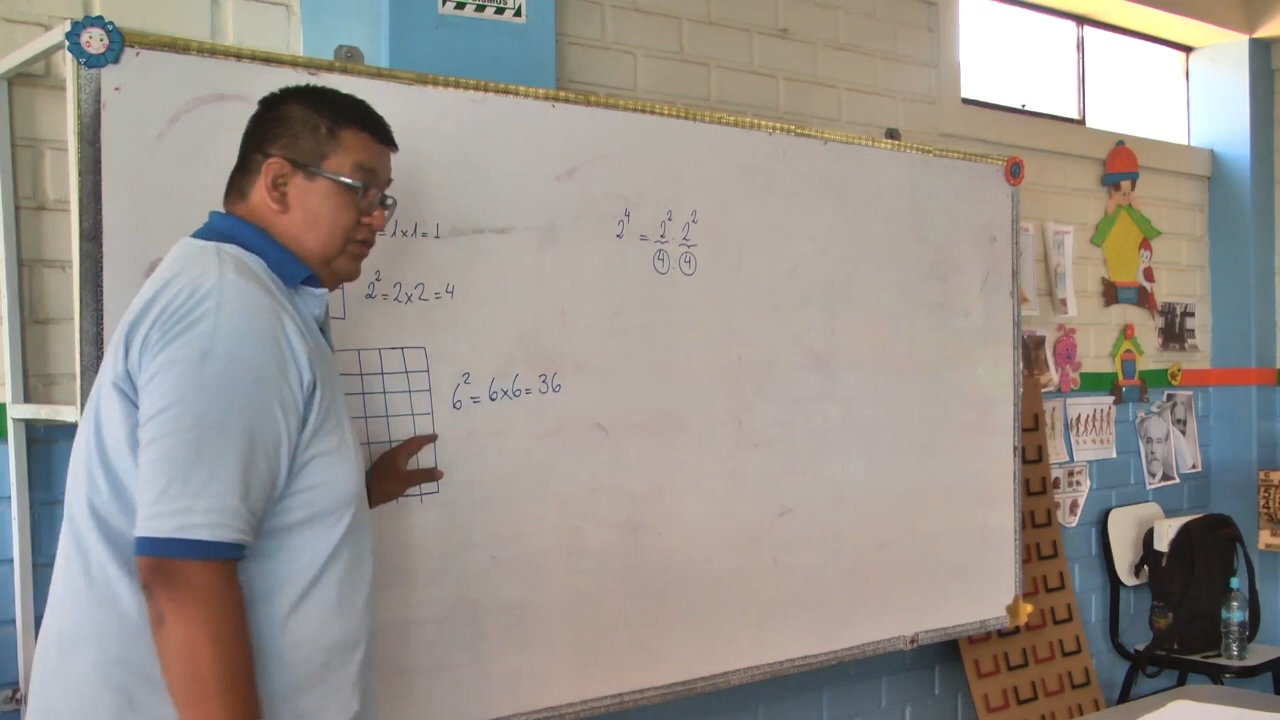 =1x1=1
2² = 2x2 = 4
6² = 6x6 = 36
2⁴ = 2² . 2²
4 . 4